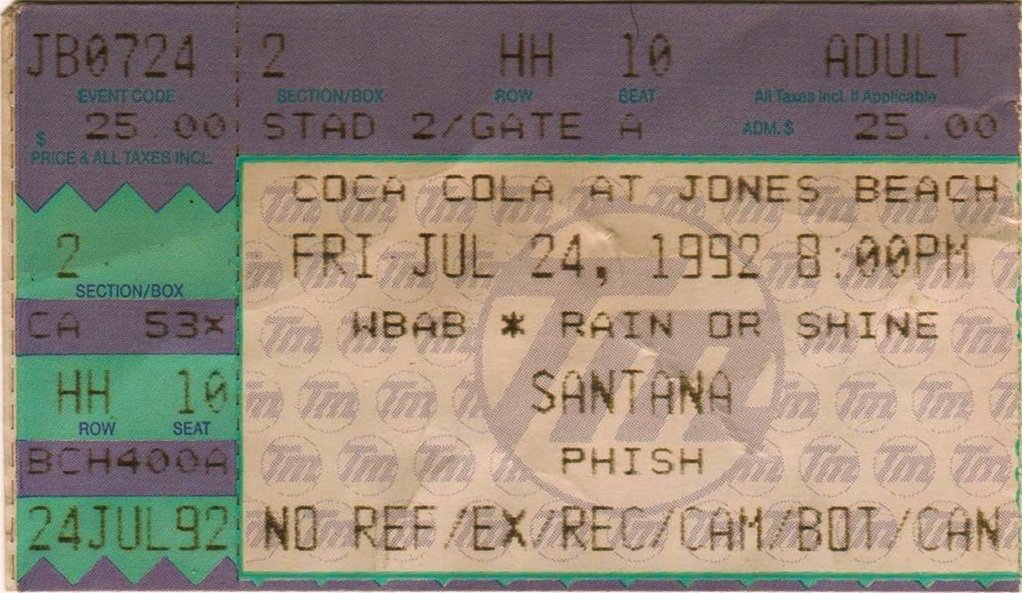 JB0724
EVENT CODE
$ 25.00
PRICE & ALL TAXES INCL.
2
SECTION/BOX
CA 53X
HH 10
ROW SEAT
BCH400A
24JUL92
2 HH 10 ADULT
SECTION/BOX ROW SEAT All Taxes Incl. If Applicable
STAD 2/GATE A ADM. $ 25.00
COCA COLA AT JONES BEACH
FRI JUL 24, 1992 8:00PM
WBAB * RAIN OR SHINE
SANTANA
PHISH
NO REF/EX/REC/CAM/BOT/CAN
Tm